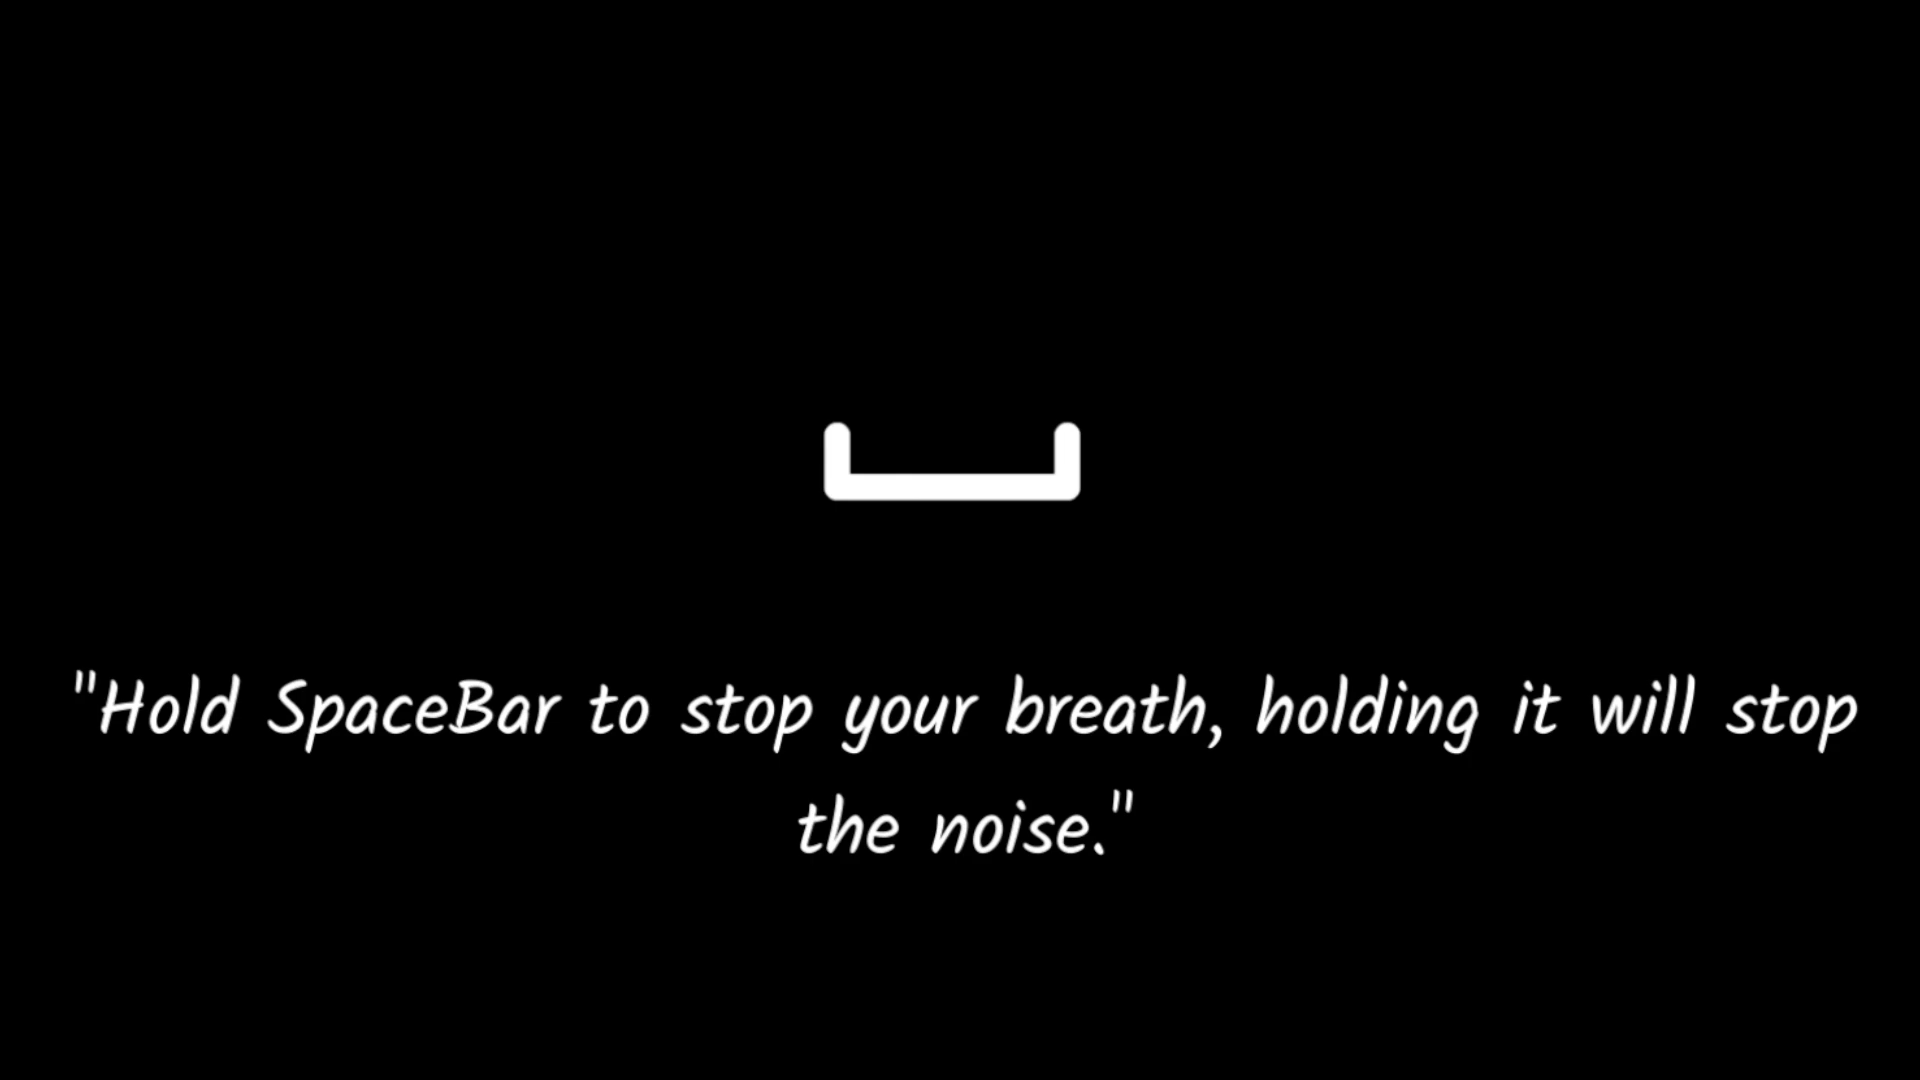 "Hold SpaceBar to stop your breath, holding it will stop
the noise."